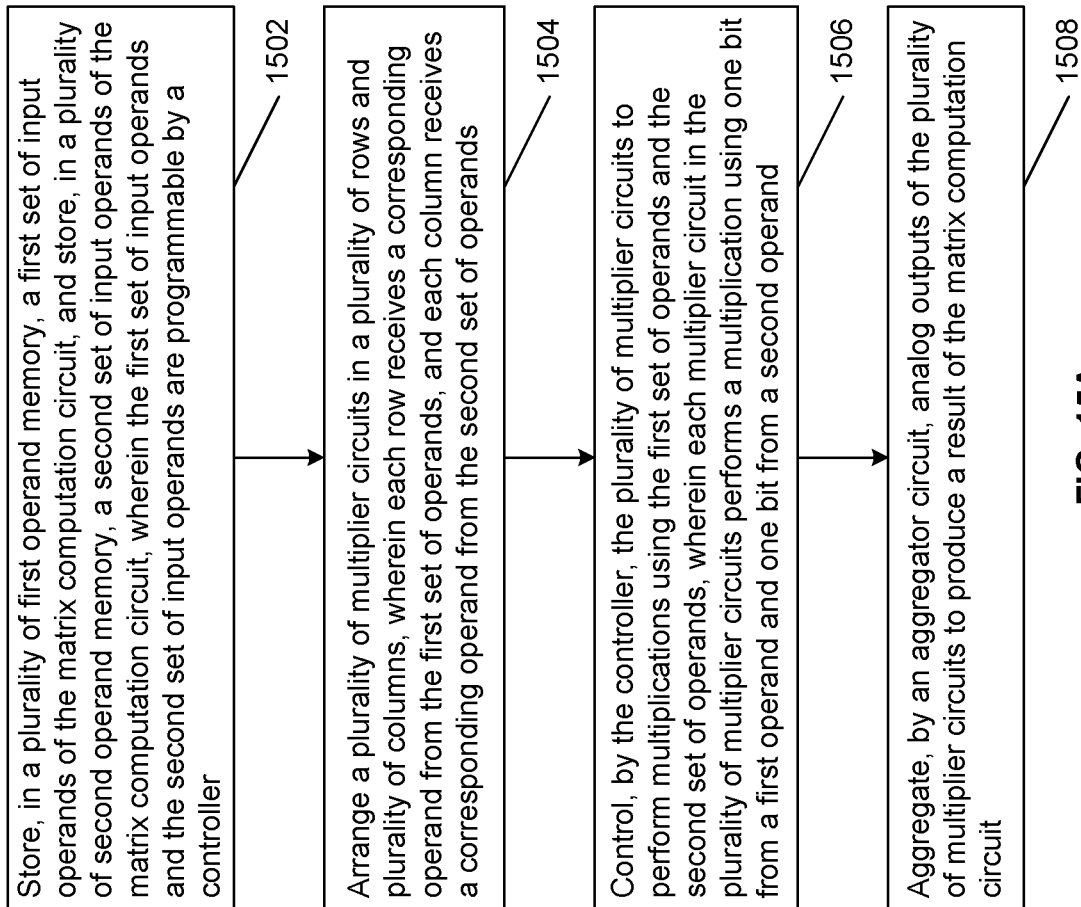 Store, in a plurality of first operand memory, a first set of input
operands of the matrix computation circuit, and store, in a plurality
of second operand memory, a second set of input operands of the
matrix computation circuit, wherein the first set of input operands
and the second set of input operands are programmable by a
controller
1502
Arrange a plurality of multiplier circuits in a plurality of rows and
plurality of columns, wherein each row receives a corresponding
operand from the first set of operands, and each column receives
a corresponding operand from the second set of operands
1504
Control, by the controller, the plurality of multiplier circuits to
perform multiplications using the first set of operands and the
second set of operands, wherein each multiplier circuit in the
plurality of multiplier circuits performs a multiplication using one bit
from a first operand and one bit from a second operand
1506
Aggregate, by an aggregator circuit, analog outputs of the plurality
of multiplier circuits to produce a result of the matrix computation
circuit
1508